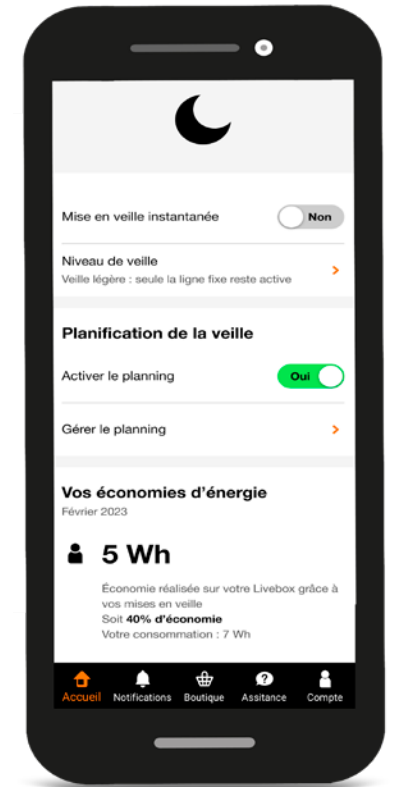 Mise en veille instantanée
Non
Niveau de veille
Veille légère : seule la ligne fixe reste active
Planification de la veille
Activer le planning
Oui
Gérer le planning
Vos économies d'énergie
Février 2023
5 Wh
Économie réalisée sur votre Livebox grâce à
vos mises en veille
Soit 40% d'économie
Votre consommation : 7 Wh
Accueil
Notifications
Boutique
Assitance
Compte